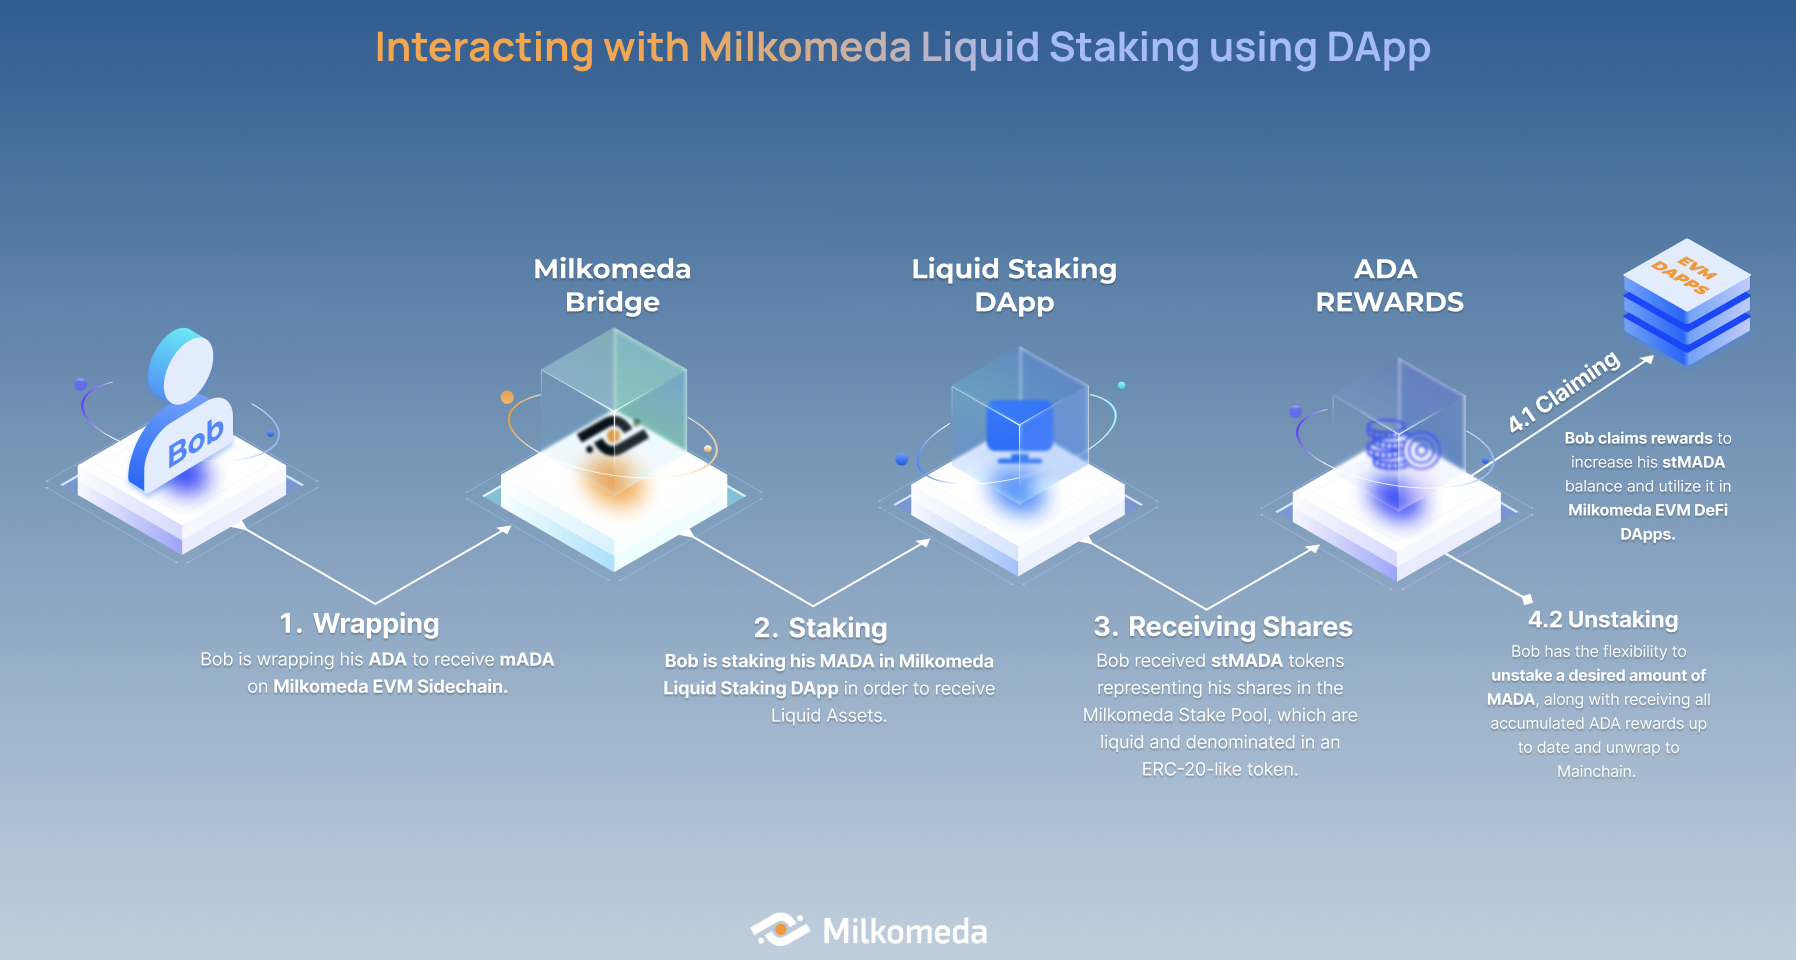 Interacting with Milkomeda Liquid Staking using DApp
Milkomeda
Bridge
Liquid Staking
DApp
ADA
REWARDS
EVM
DAPPS
Bob
4.1 Claiming
Bob claims rewards to
increase his stMADA
balance and utilize it in
Milkomeda EVM DeFi
DApps.
1. Wrapping
Bob is wrapping his ADA to receive mADA
on Milkomeda EVM Sidechain.
2. Staking
Bob is staking his MADA in Milkomeda
Liquid Staking DApp in order to receive
Liquid Assets.
3. Receiving Shares
Bob received stMADA tokens
representing his shares in the
Milkomeda Stake Pool, which are
liquid and denominated in an
ERC-20-like token.
4.2 Unstaking
Bob has the flexibility to
unstake a desired amount of
MADA, along with receiving all
accumulated ADA rewards up
to date and unwrap to
Mainchain.
Milkomeda